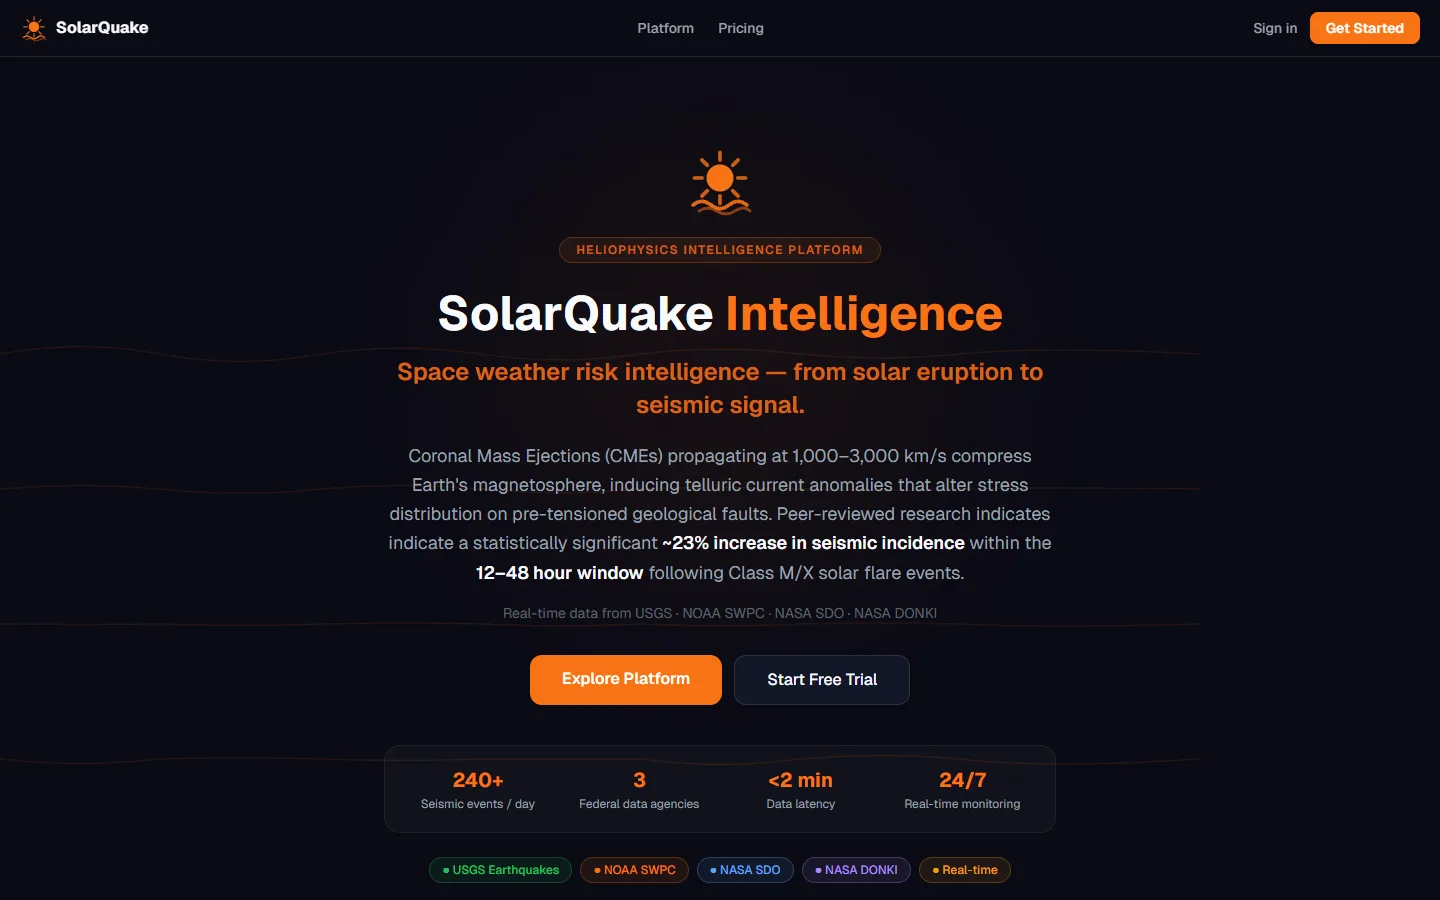 SolarQuake
Platform
Pricing
Sign in
Get Started
HELIOPHYSICS INTELLIGENCE PLATFORM
SolarQuake Intelligence
Space weather risk intelligence — from solar eruption to
seismic signal.
Coronal Mass Ejections (CMEs) propagating at 1,000–3,000 km/s compress
Earth's magnetosphere, inducing telluric current anomalies that alter stress
distribution on pre-tensioned geological faults. Peer-reviewed research indicates
indicate a statistically significant ~23% increase in seismic incidence within the
12–48 hour window following Class M/X solar flare events.
Real-time data from USGS · NOAA SWPC · NASA SDO · NASA DONKI
Explore Platform
Start Free Trial
240+
Seismic events / day
3
Federal data agencies
<2 min
Data latency
24/7
Real-time monitoring
USGS Earthquakes
NOAA SWPC
NASA SDO
NASA DONKI
Real-time